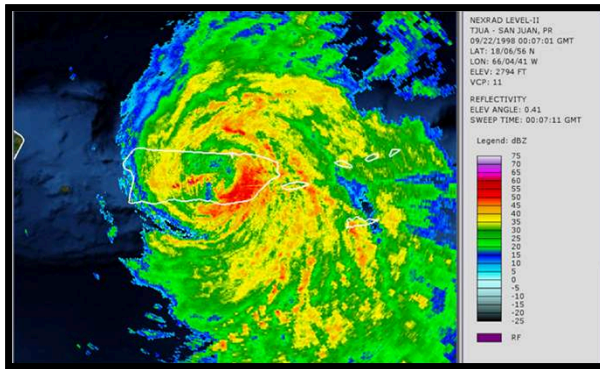 NEXRAD LEVEL-II
TJUA - SAN JUAN, PR
09/22/1998 00:07:01 GMT
LAT: 18/06/56 N
LON: 66/04/41 W
ELEV: 2794 FT
VCP: 11
REFLECTIVITY
ELEV ANGLE: 0.41
SWEEP TIME: 00:07:11 GMT
Legend: dBZ
75
70
65
60
55
50
45
40
35
30
25
20
15
10
5
0
-5
-10
-15
-20
-25
RF